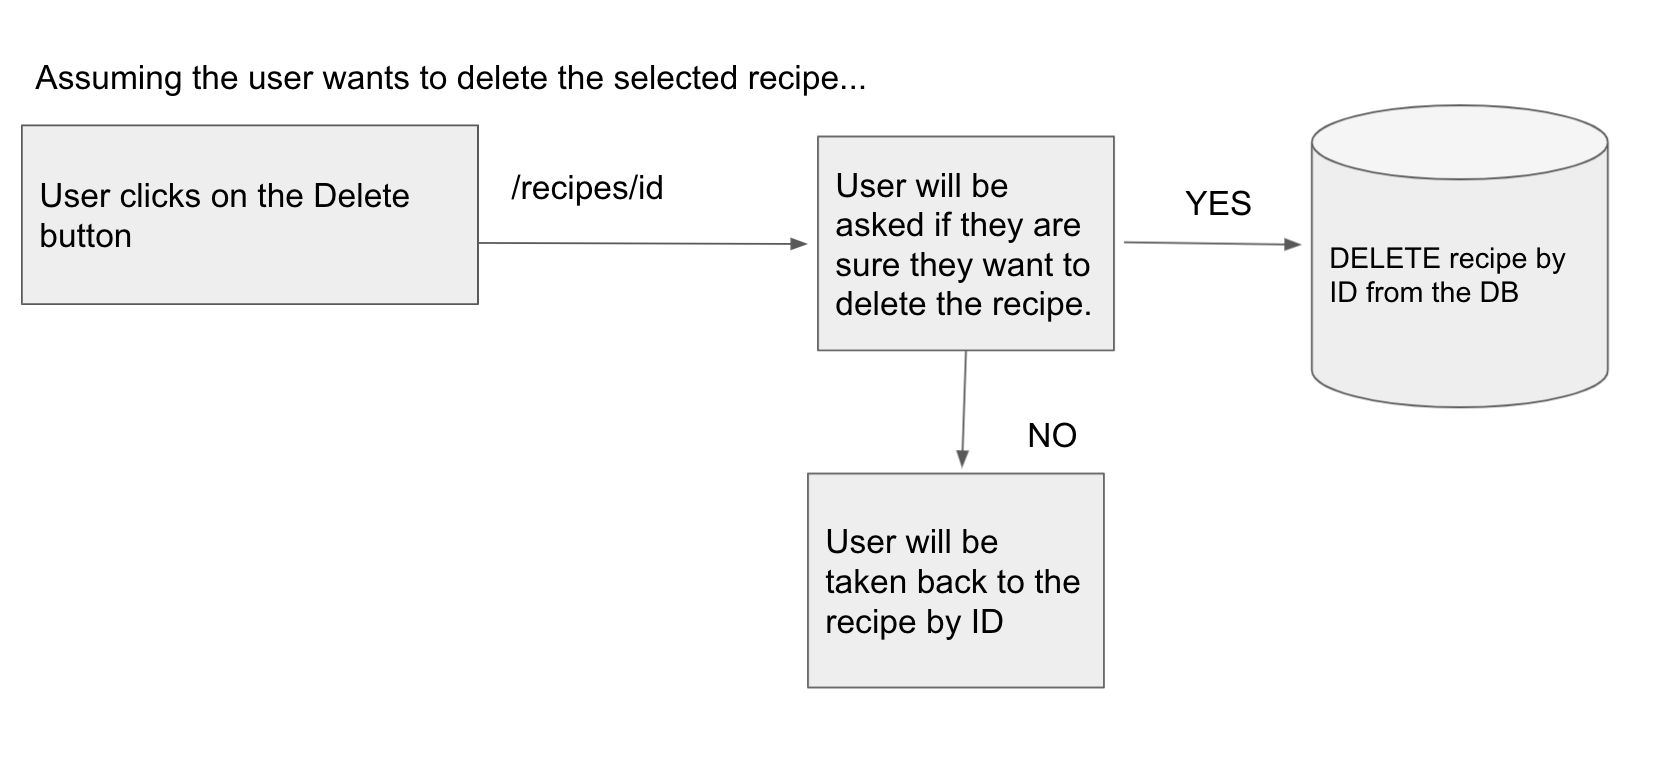 Assuming the user wants to delete the selected recipe...
User clicks on the Delete
button
/recipes/id
User will be
asked if they are
sure they want to
delete the recipe.
YES
DELETE recipe by
ID from the DB
NO
User will be
taken back to the
recipe by ID